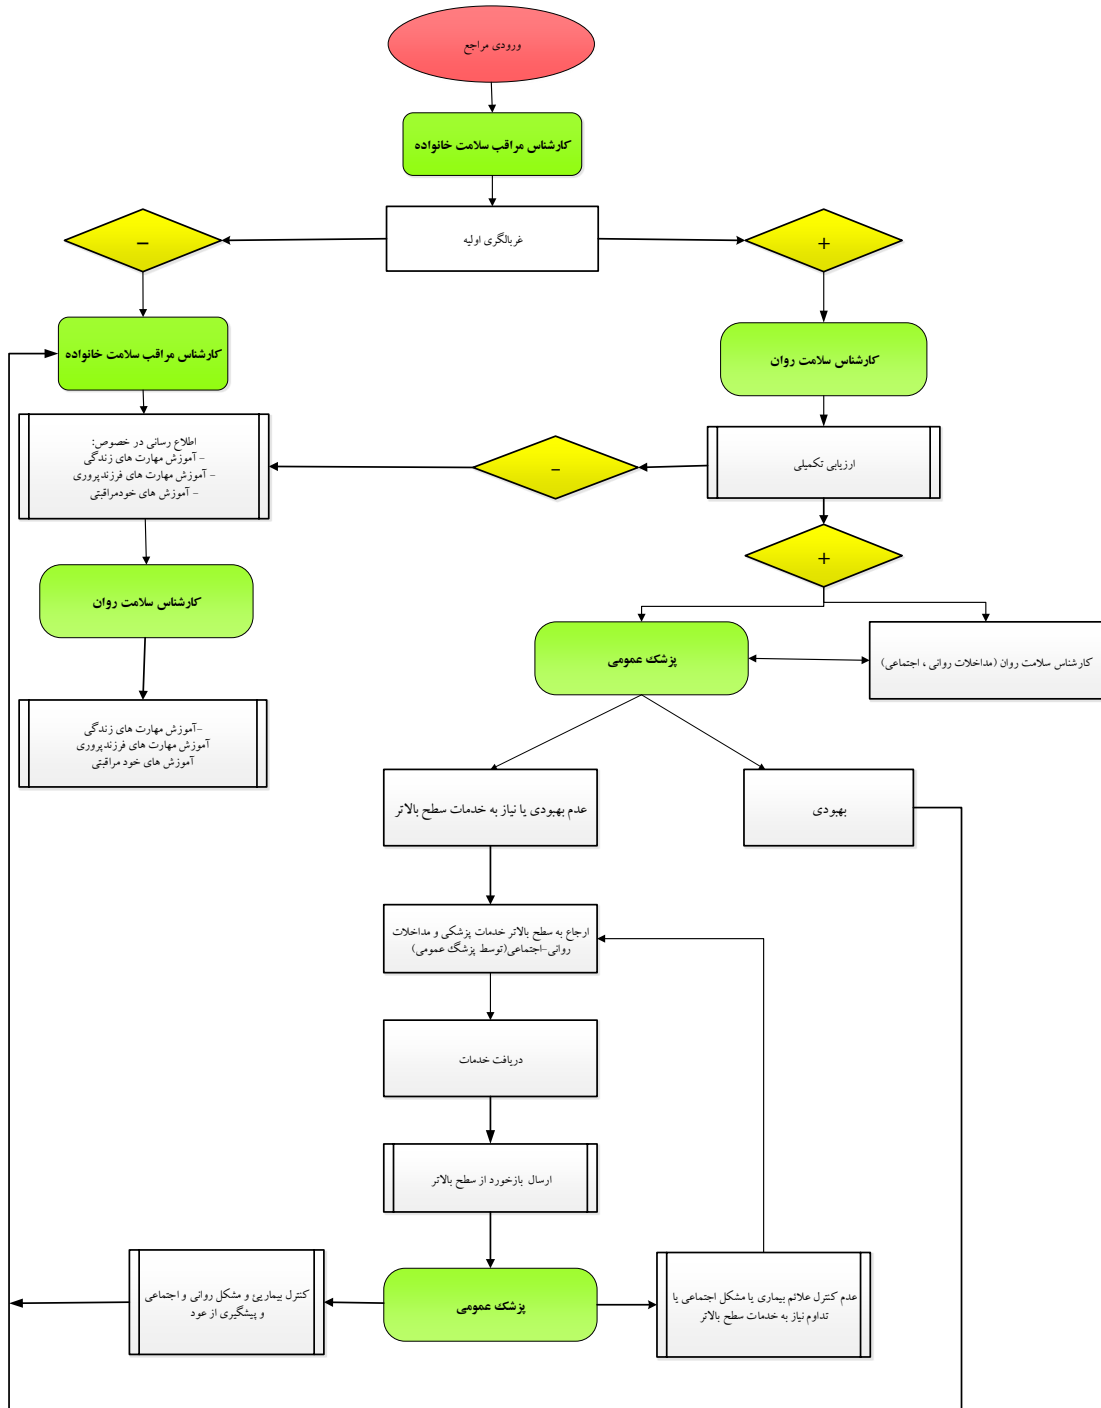 ورودی مراجع
کارشناس مراقب سلامت خانواده
غربالگری اولیه
–
+
کارشناس مراقب سلامت خانواده
کارشناس سلامت روان
اطلاع رسانی در خصوص:
– آموزش مهارت های زندگی
– آموزش مهارت های فرزندپروری
– آموزش های خودمراقبتی
–
ارزیابی تکمیلی
+
کارشناس سلامت روان
پزشک عمومی
کارشناس سلامت روان (مداخلات روانی ، اجتماعی)
–آموزش مهارت های زندگی
آموزش مهارت های فرزندپروری
آموزش های خود مراقبتی
عدم بهبودی یا نیاز به خدمات سطح بالاتر
بهبودی
ارجاع به سطح بالاتر خدمات پزشکی و مداخلات
روانی-اجتماعی(توسط پزشگ عمومی)
دریافت خدمات
ارسال بازخورد از سطح بالاتر
کنترل بیماریئ و مشکل روانی و اجتماعی
و پیشگیری از عود
پزشک عمومی
عدم کنترل علائم بیماری یا مشکل اجتماعی یا
تداوم نیاز به خدمات سطح بالاتر